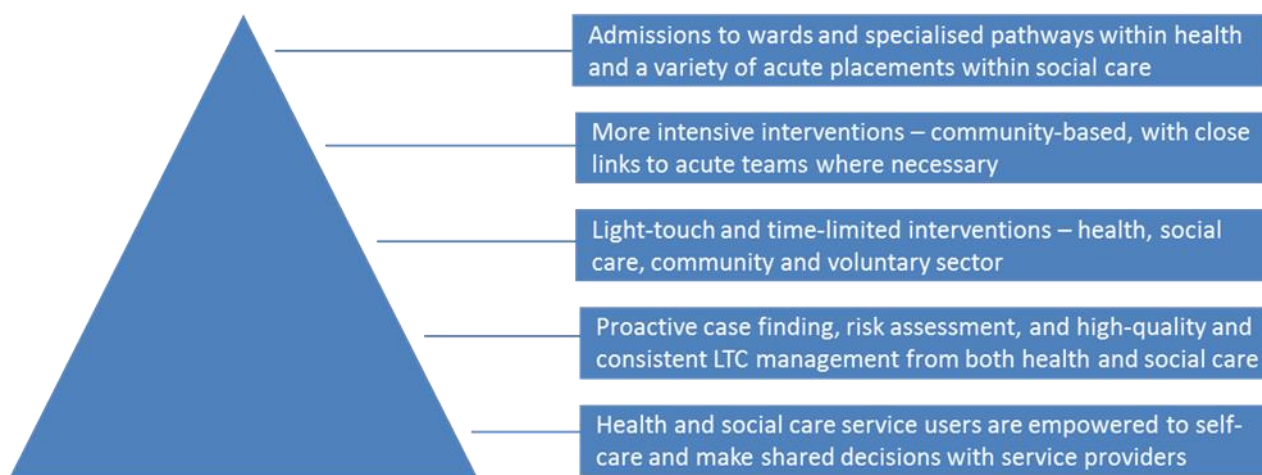 Admissions to wards and specialised pathways within health
and a variety of acute placements within social care
More intensive interventions – community-based, with close
links to acute teams where necessary
Light-touch and time-limited interventions – health, social
care, community and voluntary sector
Proactive case finding, risk assessment, and high-quality and
consistent LTC management from both health and social care
Health and social care service users are empowered to self-
care and make shared decisions with service providers